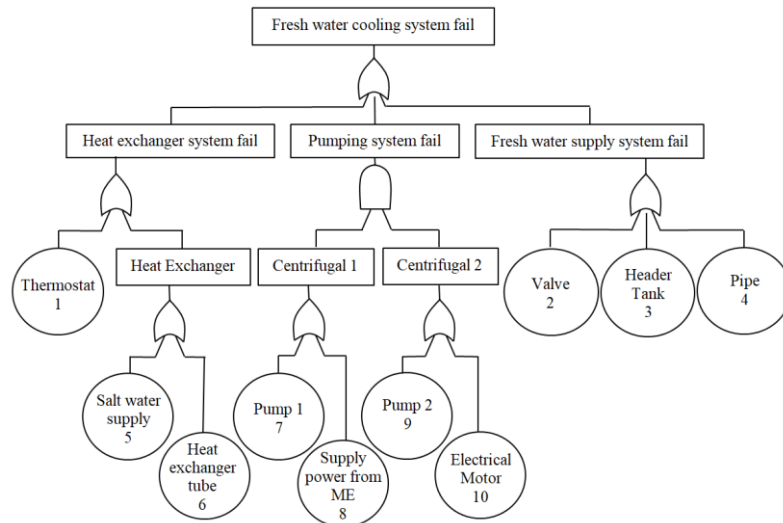 Fresh water cooling system fail
Heat exchanger system fail
Pumping system fail
Fresh water supply system fail
Thermostat
1
Heat Exchanger
Centrifugal 1
Centrifugal 2
Valve
2
Header
Tank
3
Pipe
4
Salt water
supply
5
Heat
exchanger
tube
6
Pump 1
7
Supply
power from
ME
8
Pump 2
9
Electrical
Motor
10